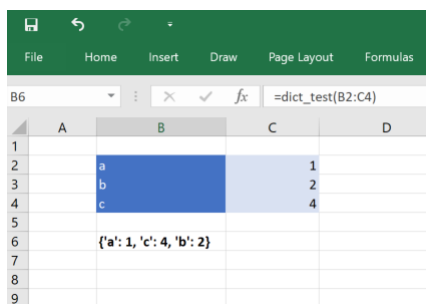 File Home Insert Draw Page Layout Formulas
B6 fx =dict_test(B2:C4)
A B C D
1
2 a 1
3 b 2
4 c 4
5
6 {'a': 1, 'c': 4, 'b': 2}
7
8
9